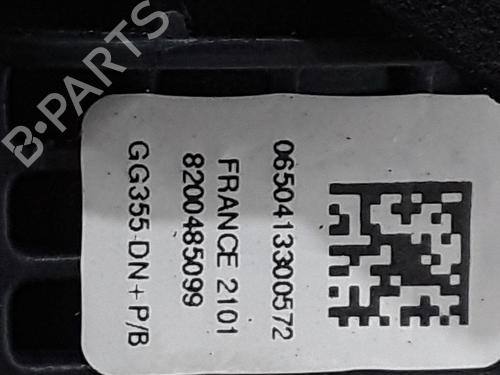 0650413300572
FRANCE 2101
8200485099
GG355-DN+P/B
B-PARTS